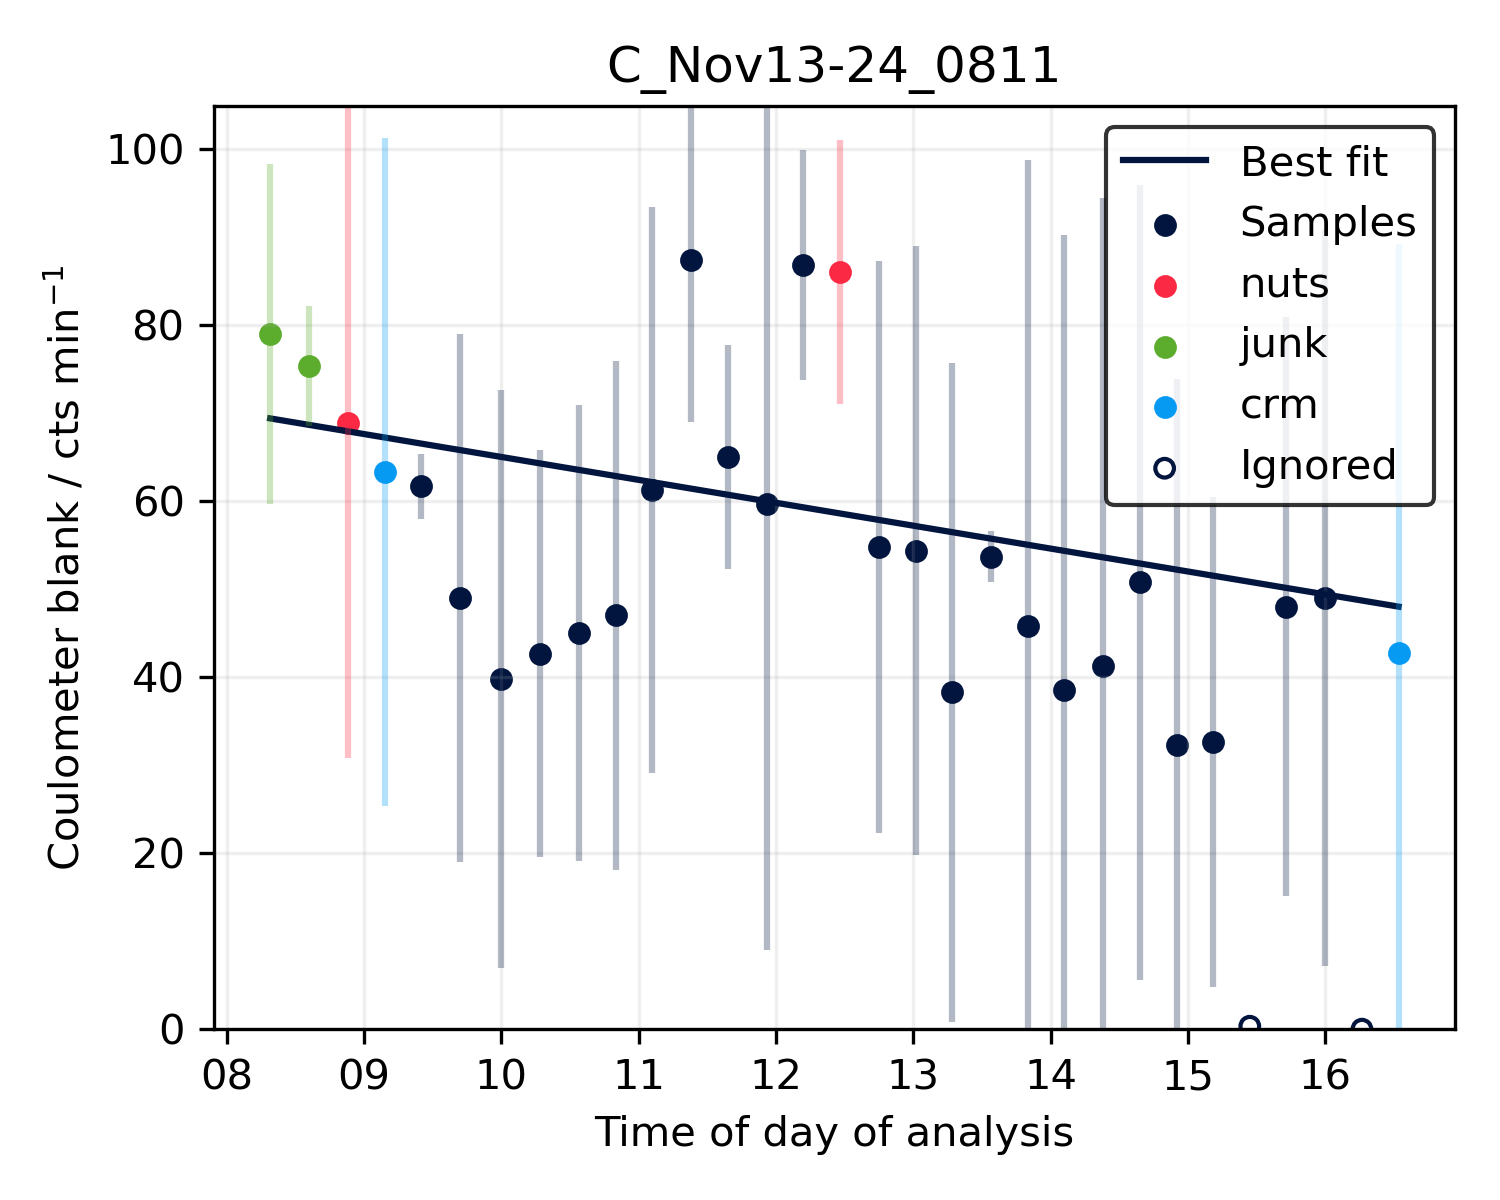 C_Nov13-24_0811
Coulometer blank / cts min⁻¹
100
80
60
40
20
0
Best fit
Samples
nuts
junk
crm
Ignored
08 09 10 11 12 13 14 15 16
Time of day of analysis